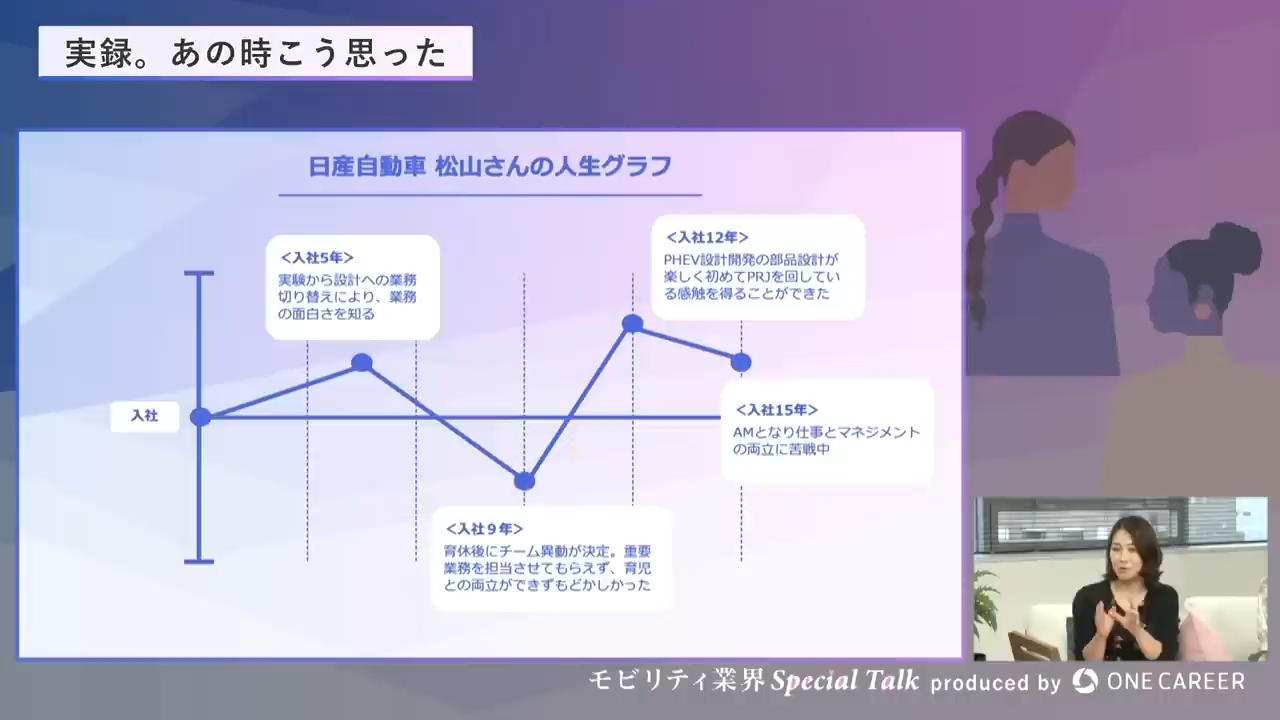 実録。あの時こう思った
日産自動車 松山さんの人生グラフ
＜入社5年＞
実験から設計への業務
切り替えにより、業務
の面白さを知る
＜入社12年＞
PHEV設計開発の部品設計が
楽しく初めてPRJを回してい
る感触を得ることができた
入社
＜入社15年＞
AMとなり仕事とマネジメント
の両立に苦戦中
＜入社９年＞
育休後にチーム異動が決定。重要
業務を担当させてもらえず、育児
との両立ができずもどかしかった
モビリティ業界 Special Talk produced by ONE CAREER